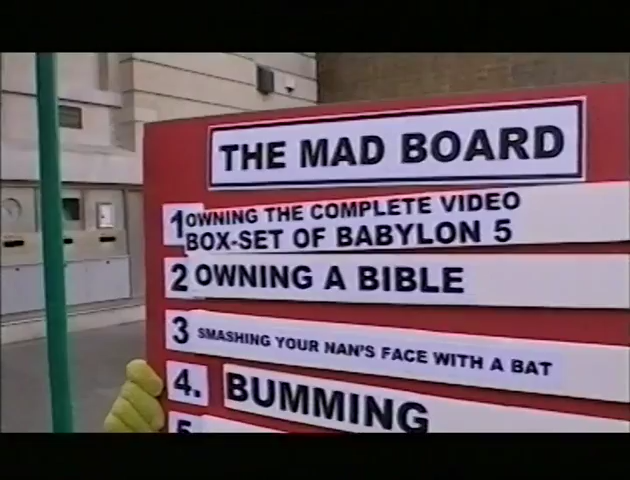 THE MAD BOARD
1 OWNING THE COMPLETE VIDEO
BOX-SET OF BABYLON 5
2 OWNING A BIBLE
3 SMASHING YOUR NAN'S FACE WITH A BAT
4. BUMMING
5